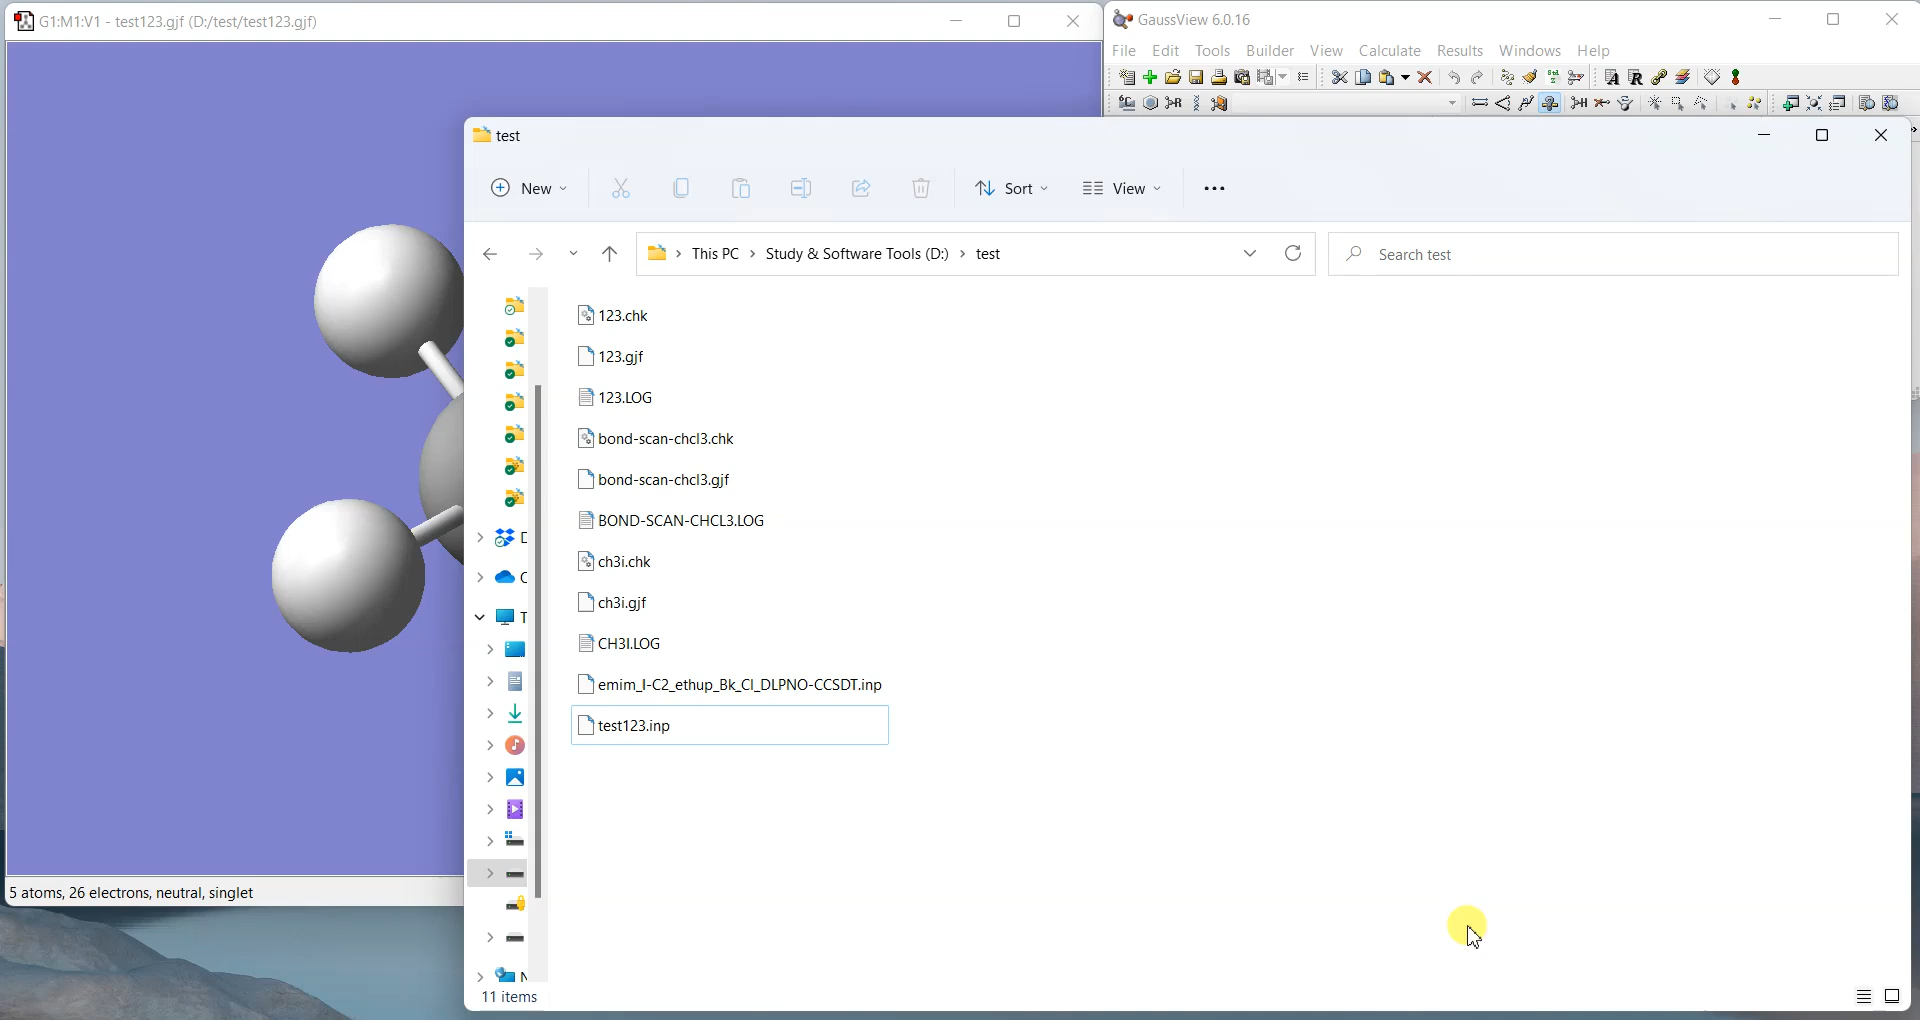 G1:M1:V1 - test123.gjf (D:/test/test123.gjf)
GaussView 6.0.16
File Edit Tools Builder View Calculate Results Windows Help
test
New
Sort
View
This PC > Study & Software Tools (D:) > test
Search test
123.chk
123.gjf
123.LOG
bond-scan-chcl3.chk
bond-scan-chcl3.gjf
BOND-SCAN-CHCL3.LOG
ch3i.chk
ch3i.gjf
CH3I.LOG
emim_I-C2_ethup_Bk_Cl_DLPNO-CCSDT.inp
test123.inp
5 atoms, 26 electrons, neutral, singlet
11 items